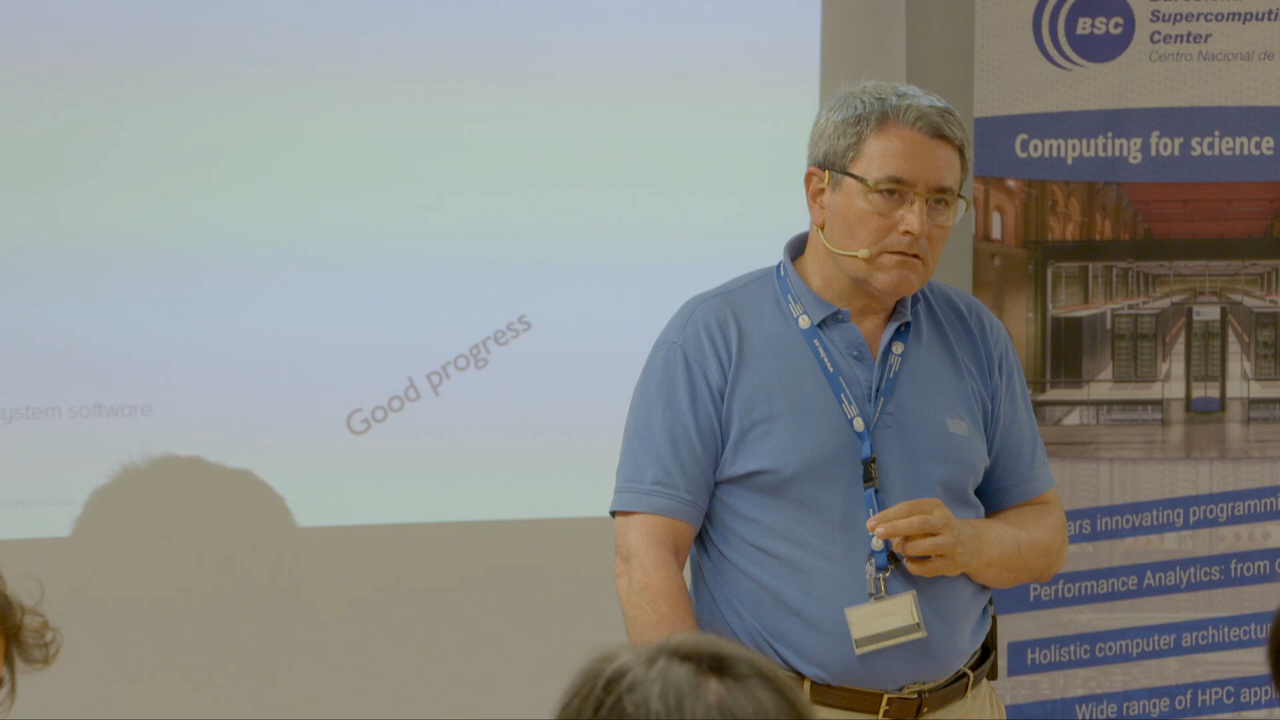 Good progress
system software
BSC
Supercomputi
Center
Centro Nacional de
Computing for science
ars innovating programmi
Performance Analytics: from
Holistic computer architectu
Wide range of HPC appl